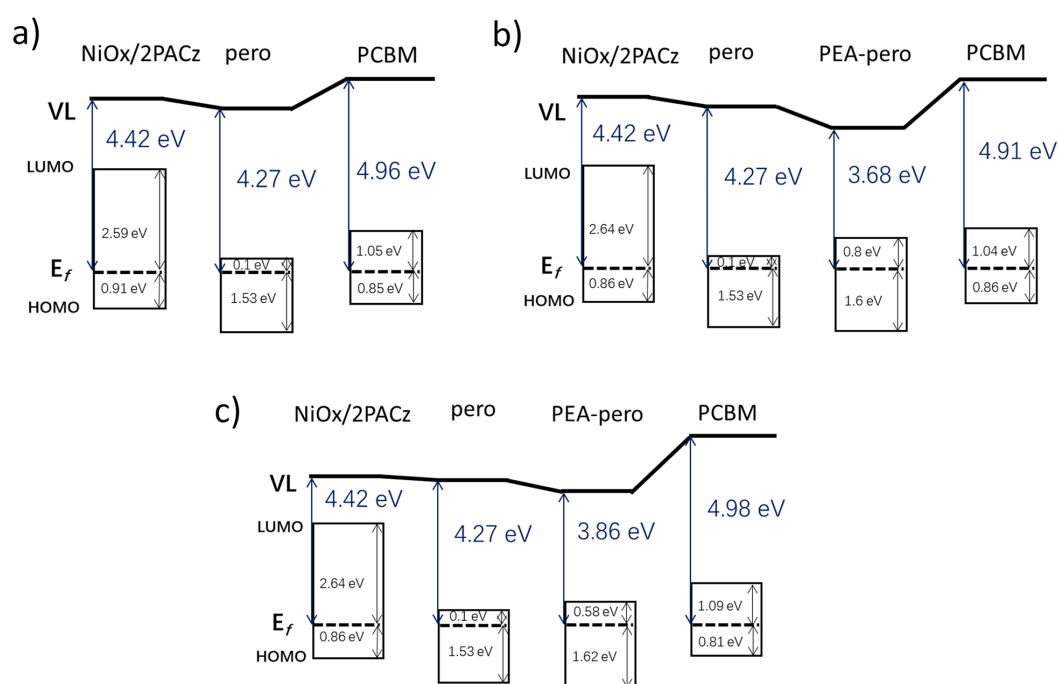 a)
NiOx/2PACz pero PCBM
VL
4.42 eV
4.27 eV
4.96 eV
LUMO
2.59 eV
0.1 eV
1.05 eV
Ef
0.91 eV
1.53 eV
0.85 eV
HOMO
b)
NiOx/2PACz pero PEA-pero PCBM
VL
4.42 eV
4.27 eV
3.68 eV
4.91 eV
LUMO
2.64 eV
0.1 eV
0.8 eV
1.04 eV
Ef
0.86 eV
1.53 eV
1.6 eV
0.86 eV
HOMO
c)
NiOx/2PACz pero PEA-pero PCBM
VL
4.42 eV
4.27 eV
3.86 eV
4.98 eV
LUMO
2.64 eV
0.1 eV
0.58 eV
1.09 eV
Ef
0.86 eV
1.53 eV
1.62 eV
0.81 eV
HOMO